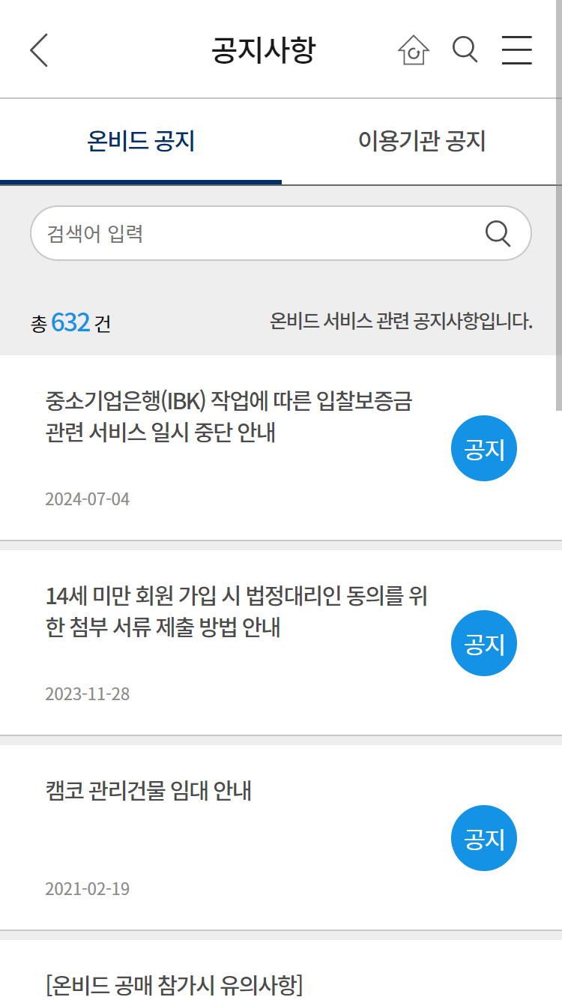 공지사항
온비드 공지
이용기관 공지
검색어 입력
총 632 건
온비드 서비스 관련 공지사항입니다.
중소기업은행(IBK) 작업에 따른 입찰보증금
관련 서비스 일시 중단 안내
공지
2024-07-04
14세 미만 회원 가입 시 법정대리인 동의를 위
한 첨부 서류 제출 방법 안내
공지
2023-11-28
캠코 관리건물 임대 안내
공지
2021-02-19
[온비드 공매 참가시 유의사항]